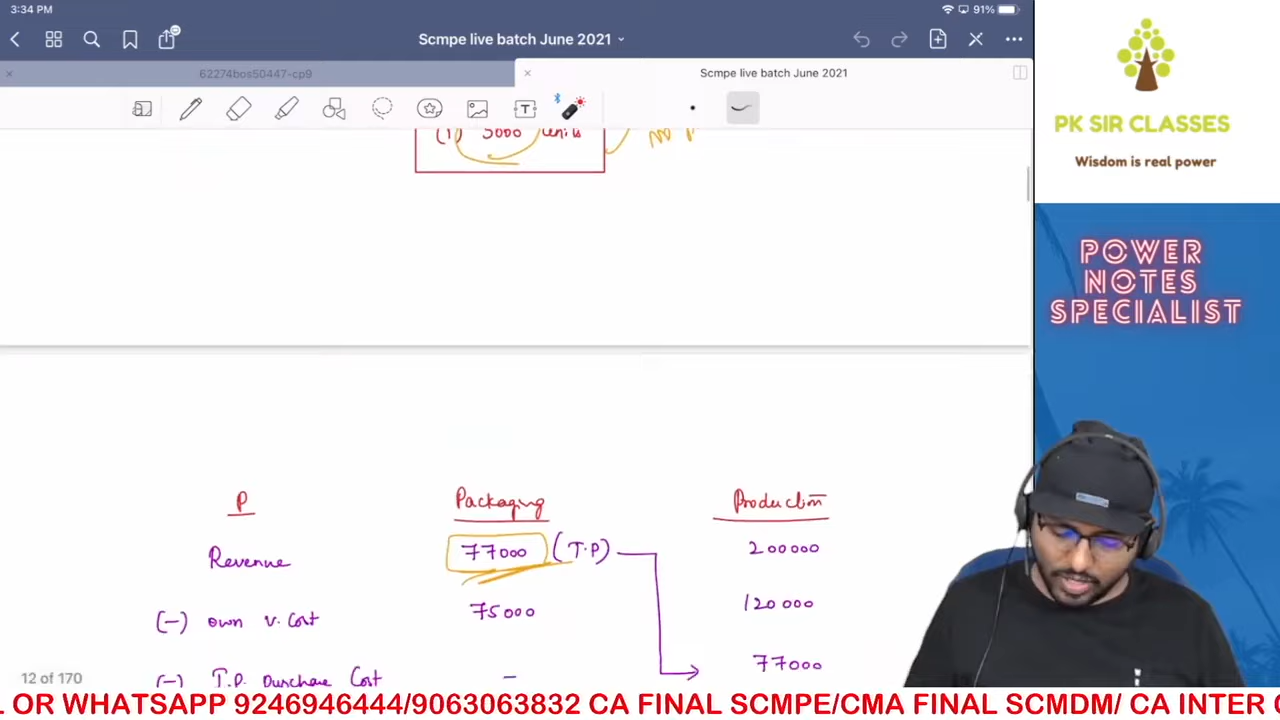 3:34 PM
91%
Scmpe live batch June 2021
62274bos50447-cp9
Scmpe live batch June 2021
(1) 5000 units
P
Packaging
Production
Revenue
77000
(T.P)
200000
(-) own v. Cost
75000
120000
12 of 170
(-) T.P. purchase Cost
-
77000
PK SIR CLASSES
Wisdom is real power
POWER
NOTES
SPECIALIST
OR WHATSAPP 9246946444/9063063832 CA FINAL SCMPE/CMA FINAL SCMDM/ CA INTER